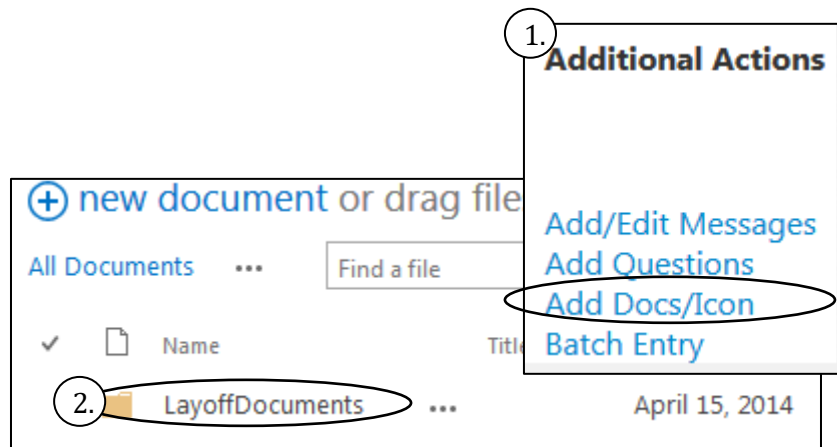 1.
Additional Actions
Add/Edit Messages
Add Questions
Add Docs/Icon
Batch Entry
⊕ new document or drag file
All Documents ... Find a file
✓ Name Title
2. LayoffDocuments ... April 15, 2014